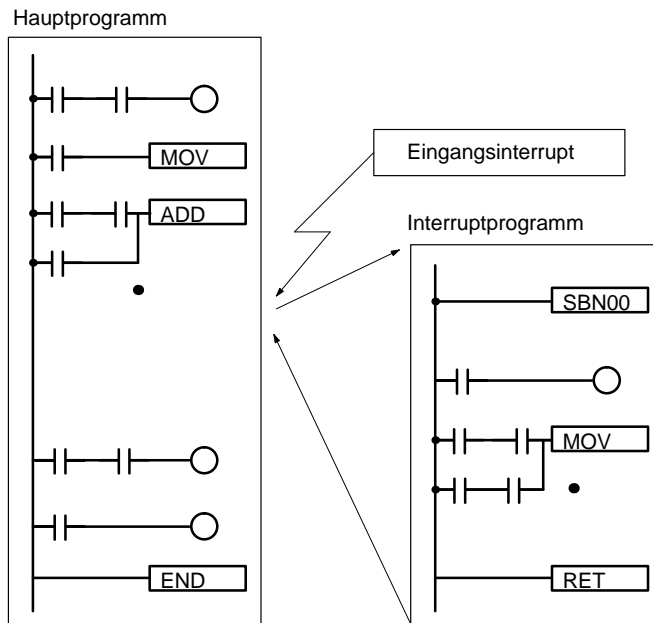 Hauptprogramm
MOV
ADD
END
Eingangsinterrupt
Interruptprogramm
SBN00
MOV
RET